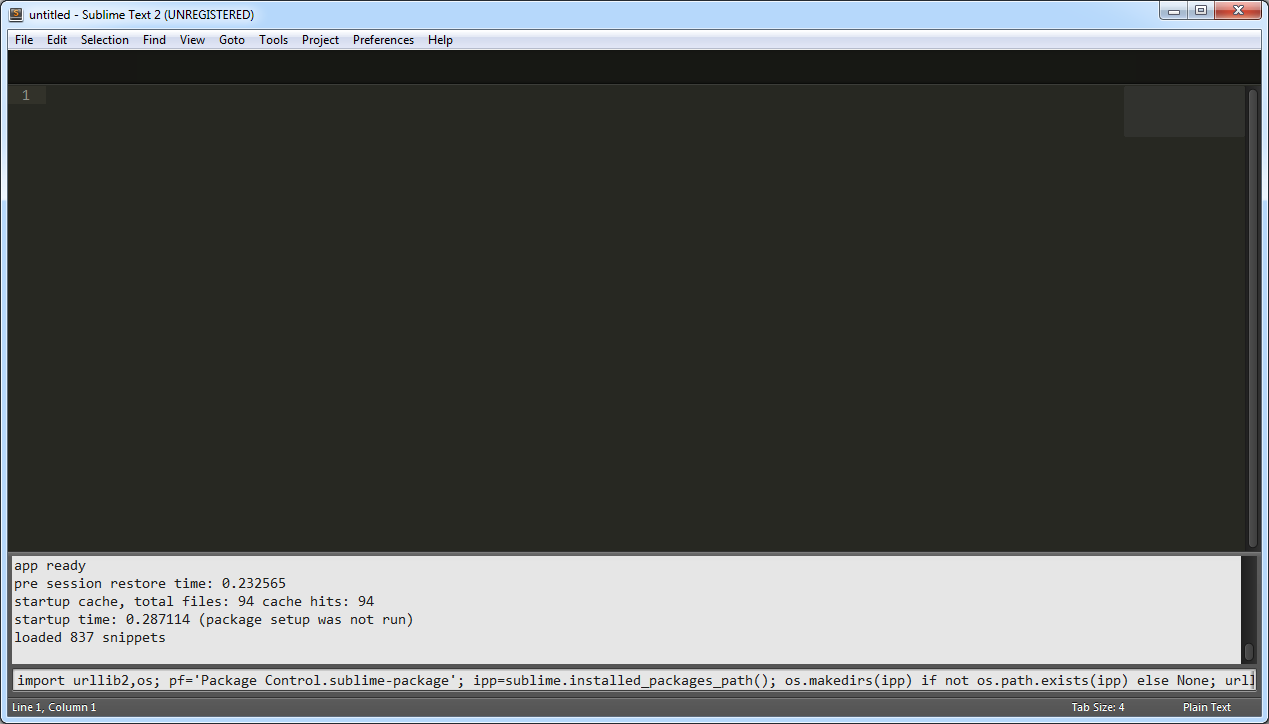 untitled - Sublime Text 2 (UNREGISTERED)
File Edit Selection Find View Goto Tools Project Preferences Help
1
app ready
pre session restore time: 0.232565
startup cache, total files: 94 cache hits: 94
startup time: 0.287114 (package setup was not run)
loaded 837 snippets
import urllib2,os; pf='Package Control.sublime-package'; ipp=sublime.installed_packages_path(); os.makedirs(ipp) if not os.path.exists(ipp) else None; url
Line 1, Column 1 Tab Size: 4 Plain Text